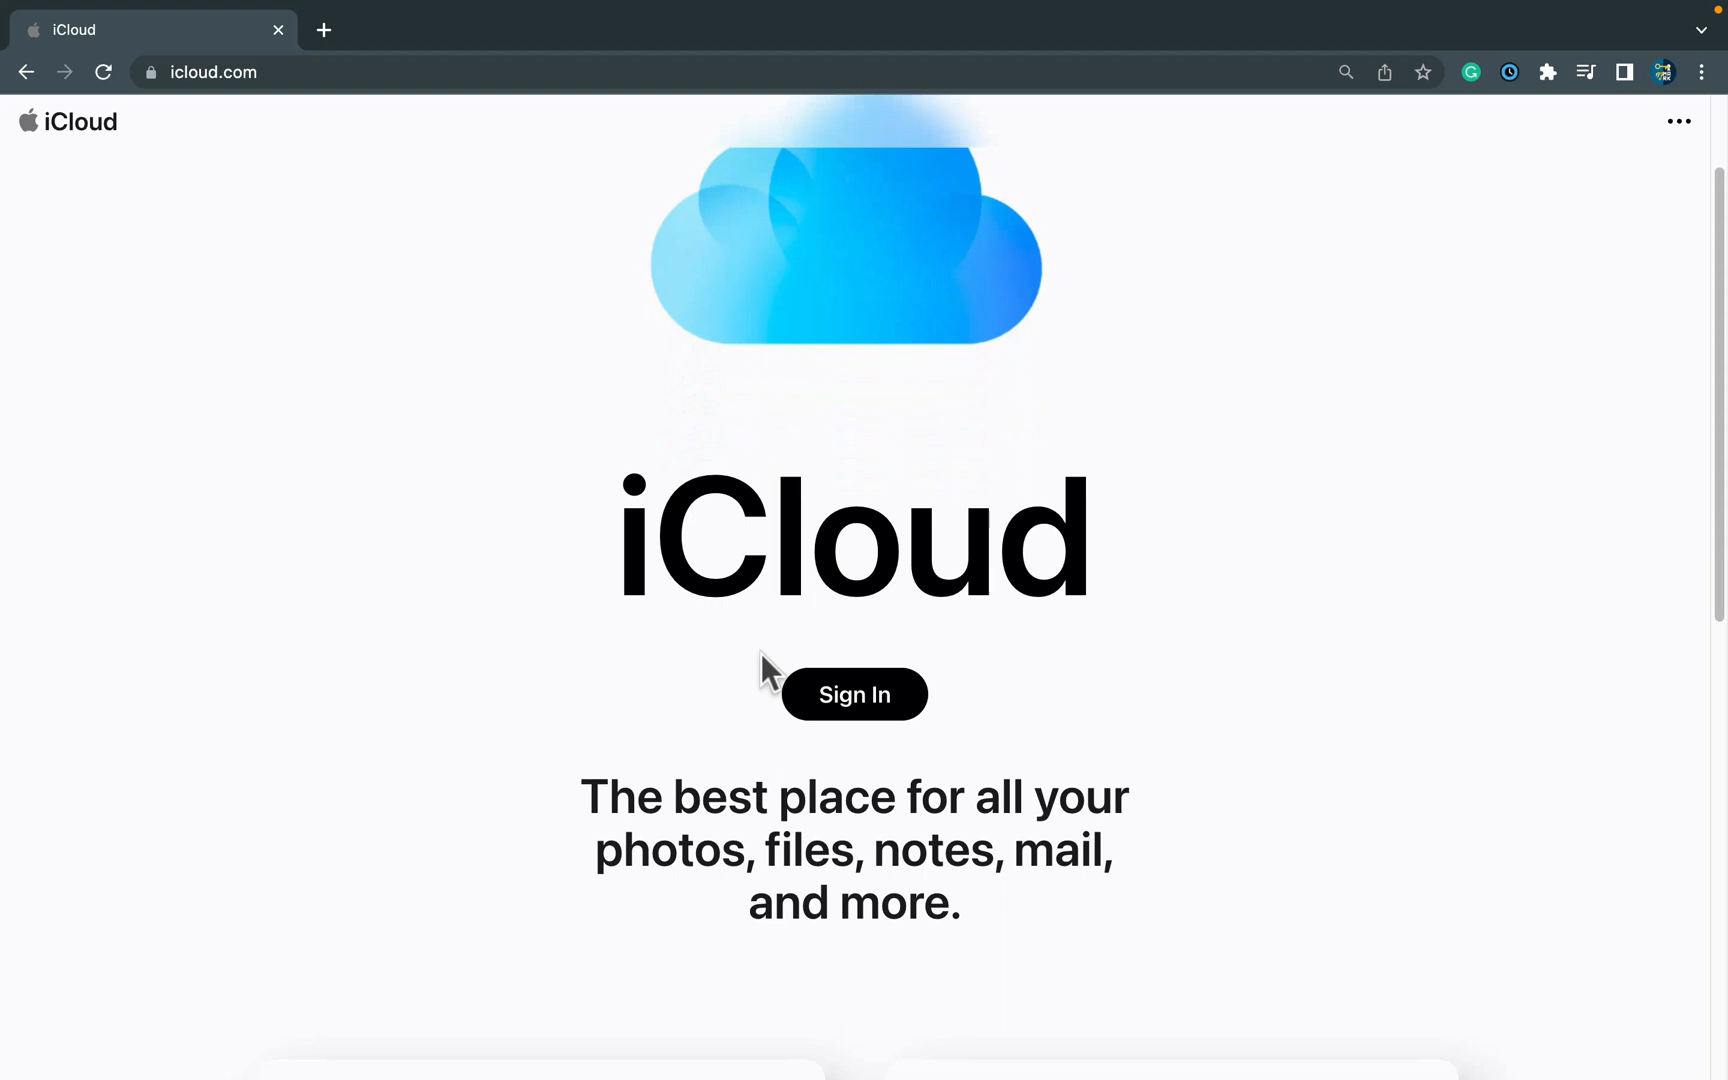 iCloud
icloud.com
iCloud
iCloud
Sign In
The best place for all your
photos, files, notes, mail,
and more.